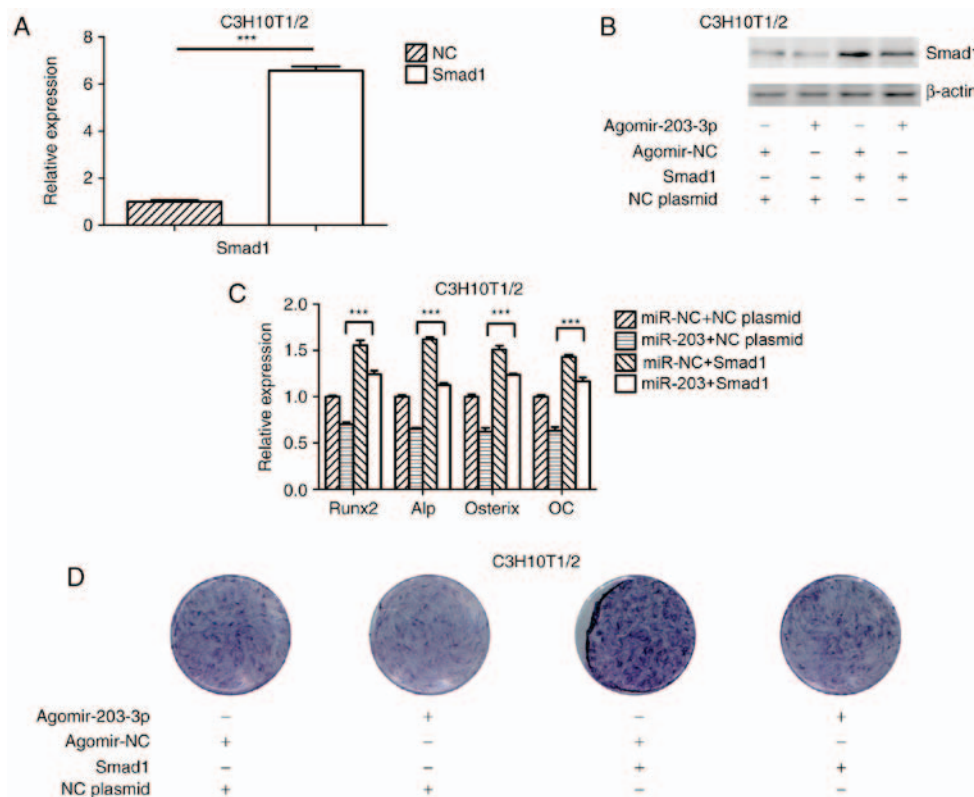 A
C3H10T1/2
***
NC
Smad1
Relative expression
8
6
4
2
0
Smad1
B
C3H10T1/2
Smad1
β-actin
Agomir-203-3p – + – +
Agomir-NC + – + –
Smad1 – – + +
NC plasmid + + – –
C
C3H10T1/2
*** *** *** ***
miR-NC+NC plasmid
miR-203+NC plasmid
miR-NC+Smad1
miR-203+Smad1
Relative expression
2.0
1.5
1.0
0.5
0.0
Runx2 Alp Osterix OC
D
C3H10T1/2
Agomir-203-3p – + – +
Agomir-NC + – + –
Smad1 – – + +
NC plasmid + + – –